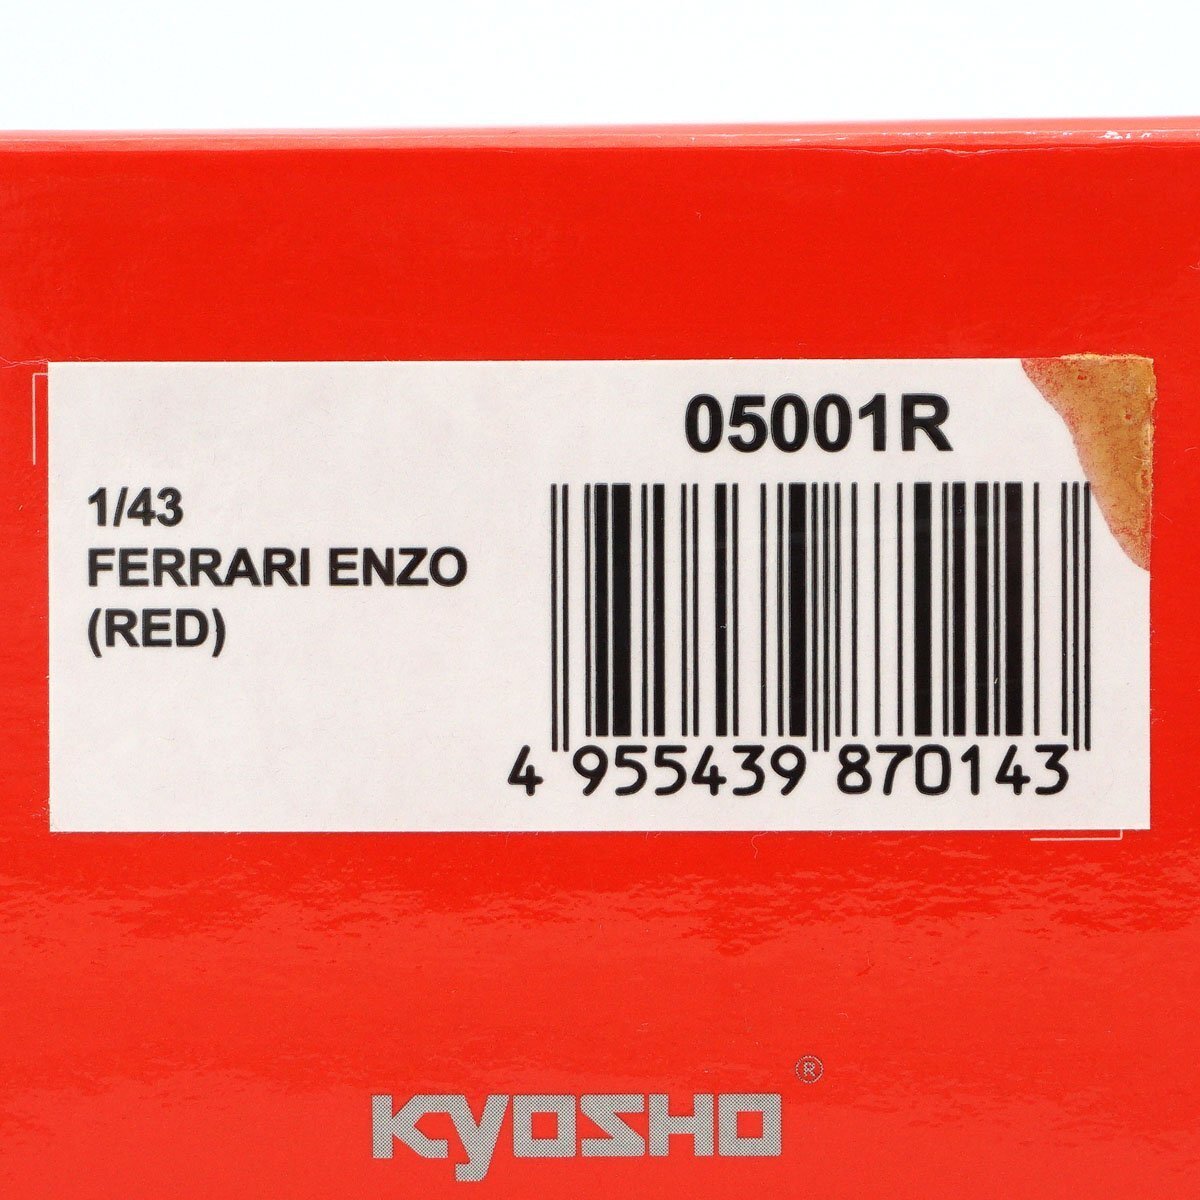 05001R
1/43
FERRARI ENZO
(RED)
4 955439 870143
KYOSHO®